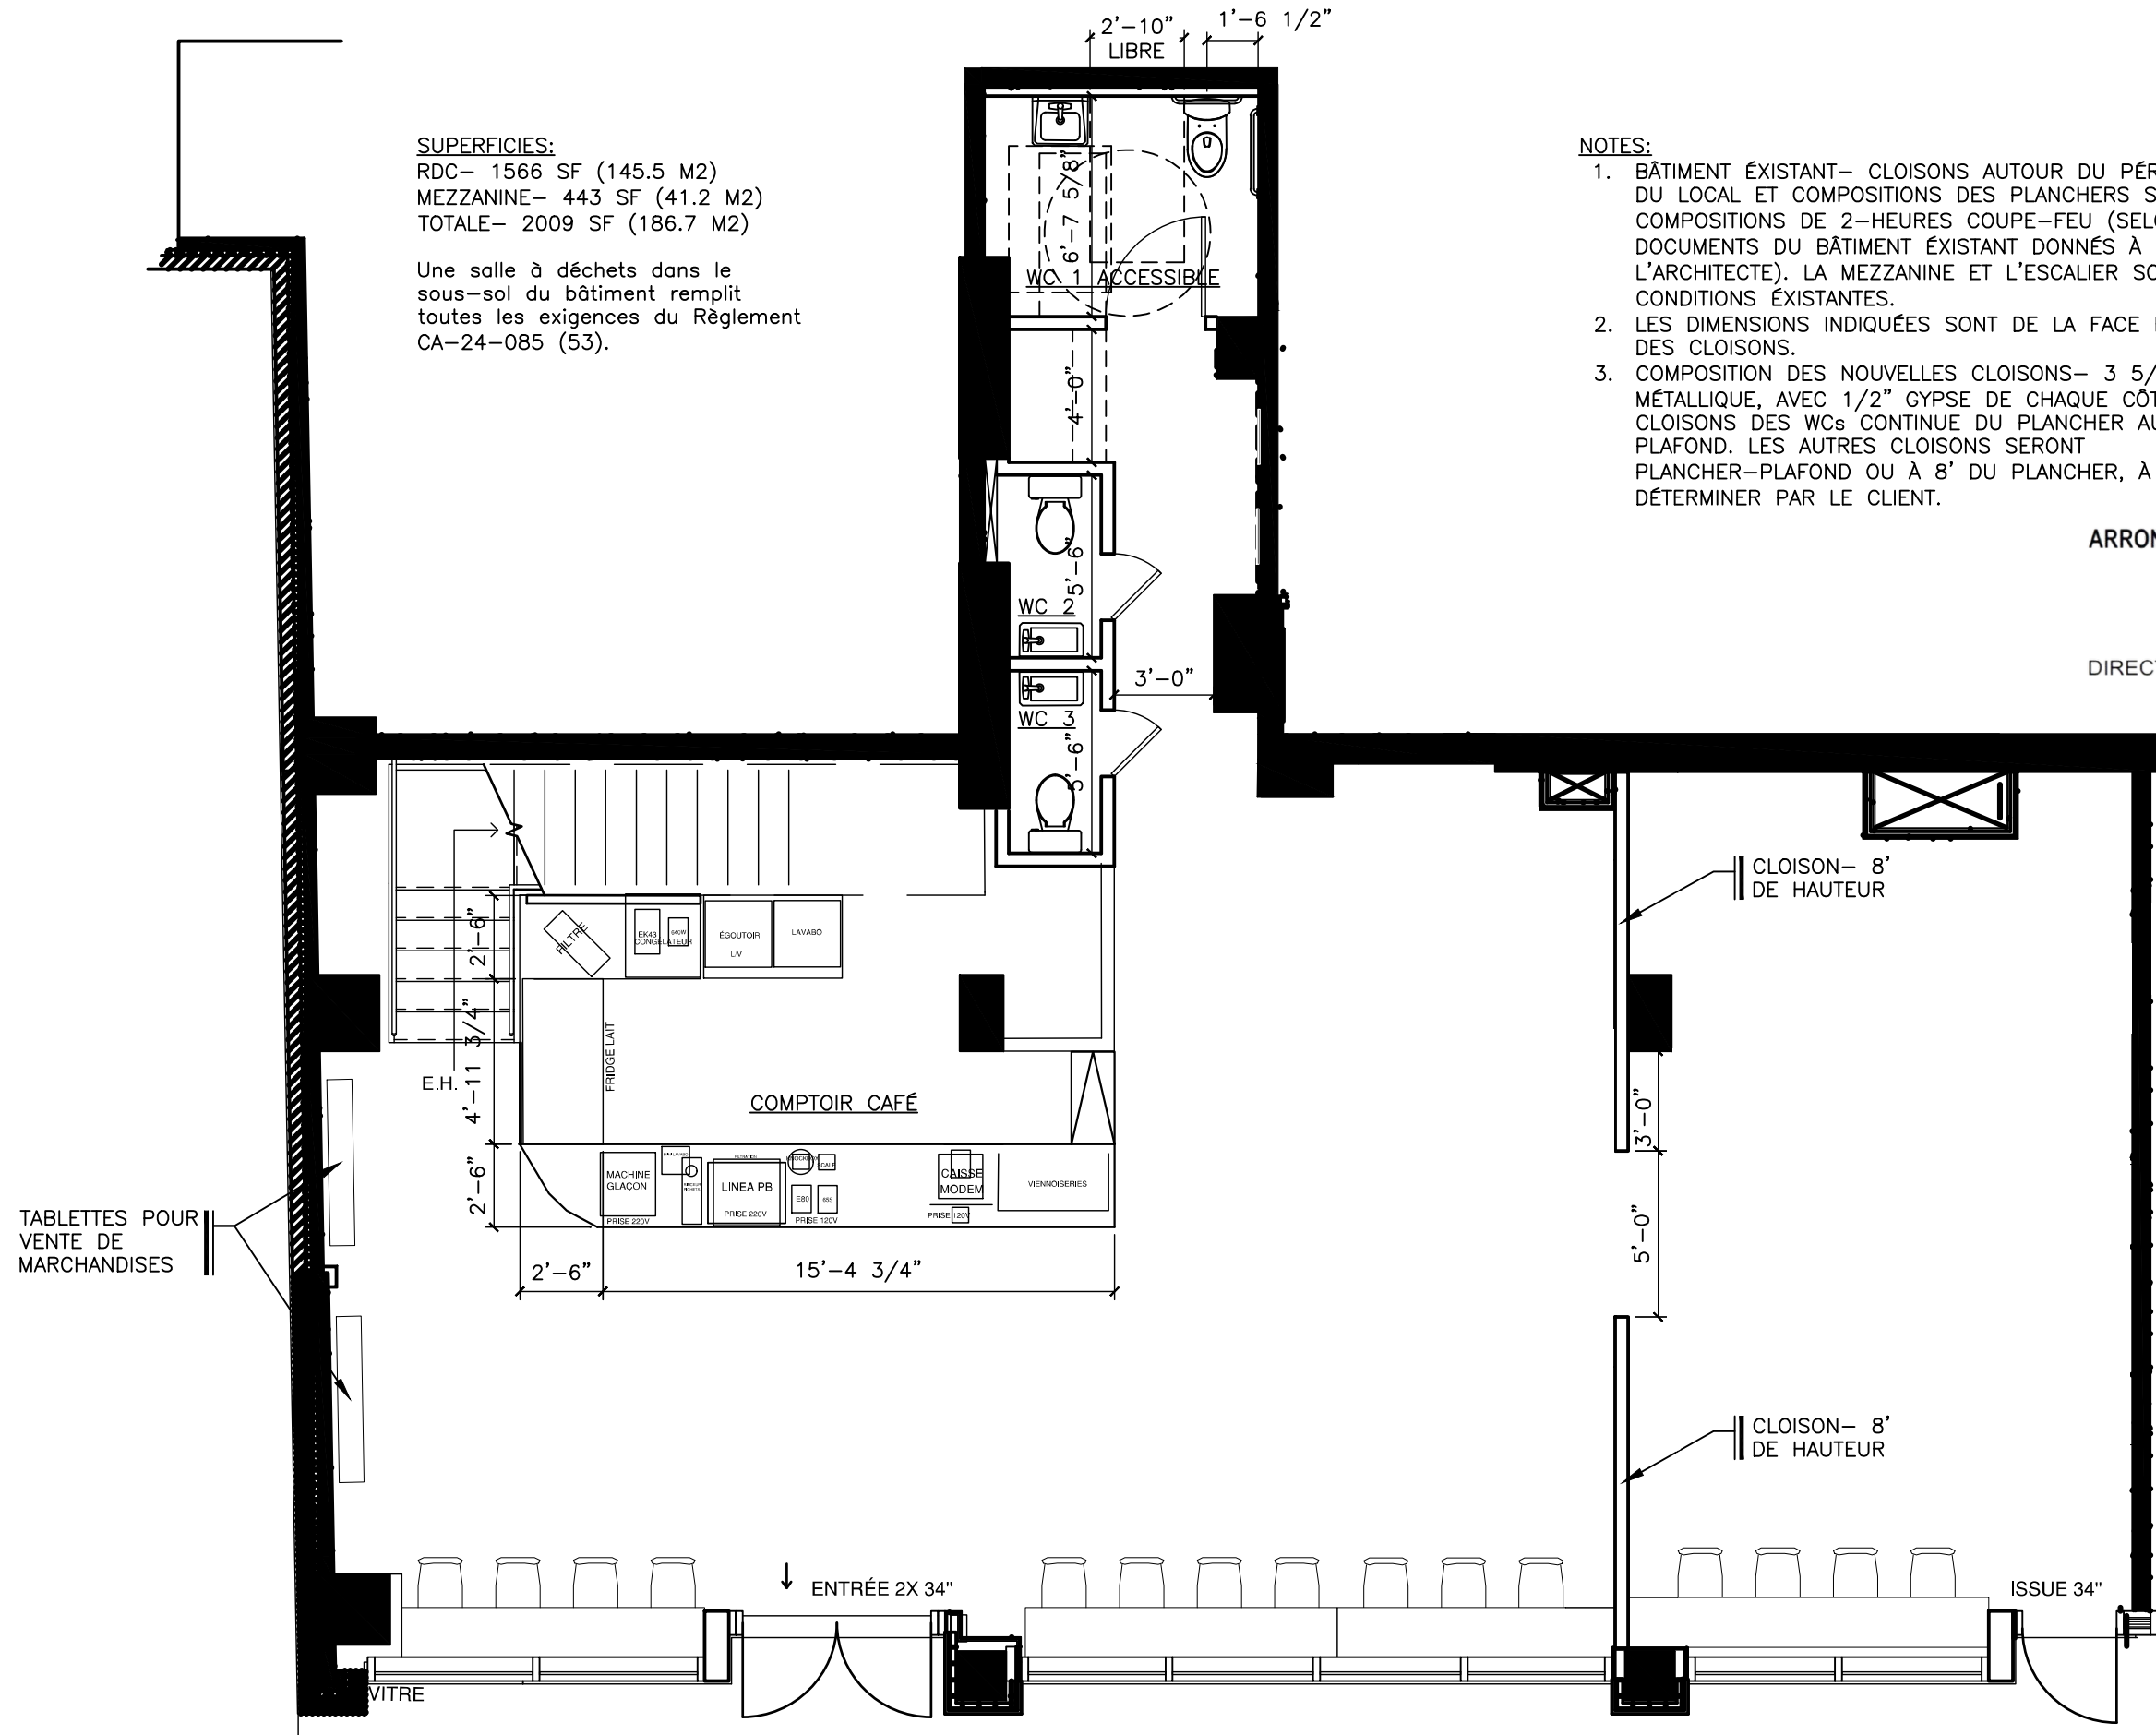 2'-10"
LIBRE
1'-6 1/2"
SUPERFICIES:
RDC- 1566 SF (145.5 M2)
MEZZANINE- 443 SF (41.2 M2)
TOTALE- 2009 SF (186.7 M2)
Une salle à déchets dans le
sous-sol du bâtiment remplit
toutes les exigences du Règlement
CA-24-085 (53).
NOTES:
1. BÂTIMENT ÉXISTANT- CLOISONS AUTOUR DU PÉR
DU LOCAL ET COMPOSITIONS DES PLANCHERS S
COMPOSITIONS DE 2-HEURES COUPE-FEU (SELO
DOCUMENTS DU BÂTIMENT ÉXISTANT DONNÉS À
L'ARCHITECTE). LA MEZZANINE ET L'ESCALIER SO
CONDITIONS ÉXISTANTES.
2. LES DIMENSIONS INDIQUÉES SONT DE LA FACE
DES CLOISONS.
3. COMPOSITION DES NOUVELLES CLOISONS- 3 5/
MÉTALLIQUE, AVEC 1/2" GYPSE DE CHAQUE CÔT
CLOISONS DES WCs CONTINUE DU PLANCHER AU
PLAFOND. LES AUTRES CLOISONS SERONT
PLANCHER-PLAFOND OU À 8' DU PLANCHER, À
DÉTERMINER PAR LE CLIENT.
ARRON
DIRECT
6'-7 5/8"
WC 1 ACCESSIBLE
4'-0"
5'-6"
WC 2
3'-0"
WC 3
5'-6"
CLOISON- 8'
DE HAUTEUR
2'-6"
FILTRE
EK43
CONGÉLATEUR
ÉGOUTOIR
L/V
LAVABO
4'-11 3/4"
FRIDGE LAIT
E.H.
COMPTOIR CAFÉ
3'-0"
5'-0"
2'-6"
MACHINE
GLAÇON
PRISE 220V
LINEA PB
PRISE 220V
SCALE
E80
65S
PRISE 120V
CAISSE
MODEM
PRISE 120V
VIENNOISERIES
TABLETTES POUR
VENTE DE
MARCHANDISES
2'-6"
15'-4 3/4"
CLOISON- 8'
DE HAUTEUR
ENTRÉE 2X 34"
ISSUE 34"
VITRE